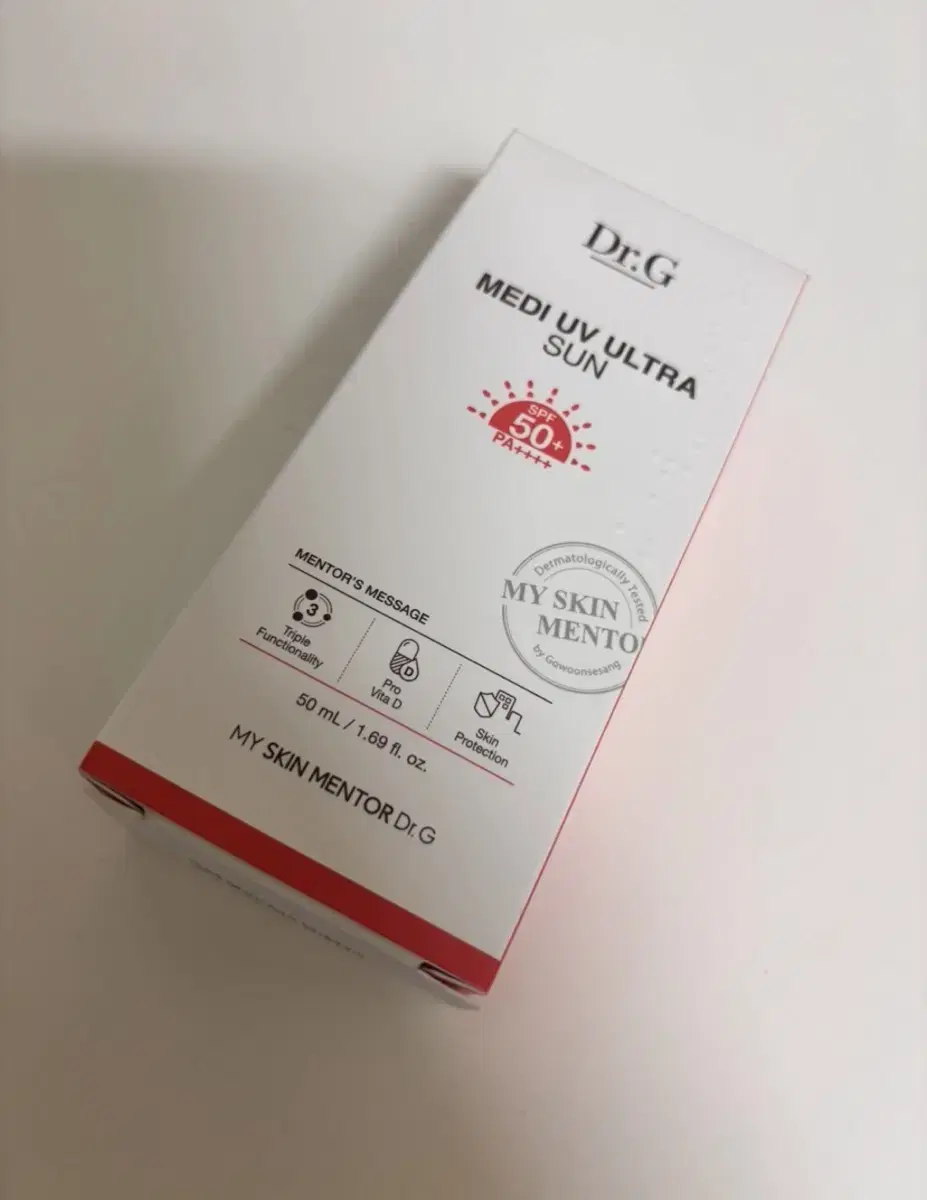 Dr.G
MEDI UV ULTRA
SUN
SPF
50+
PA++++
Dermatologically Tested
MY SKIN
MENTO
by Gowoonsesang
MENTOR'S MESSAGE
3
Triple
Functionality
D
Pro
Vita D
Skin
Protection
50 mL / 1.69 fl. oz.
MY SKIN MENTOR Dr.G